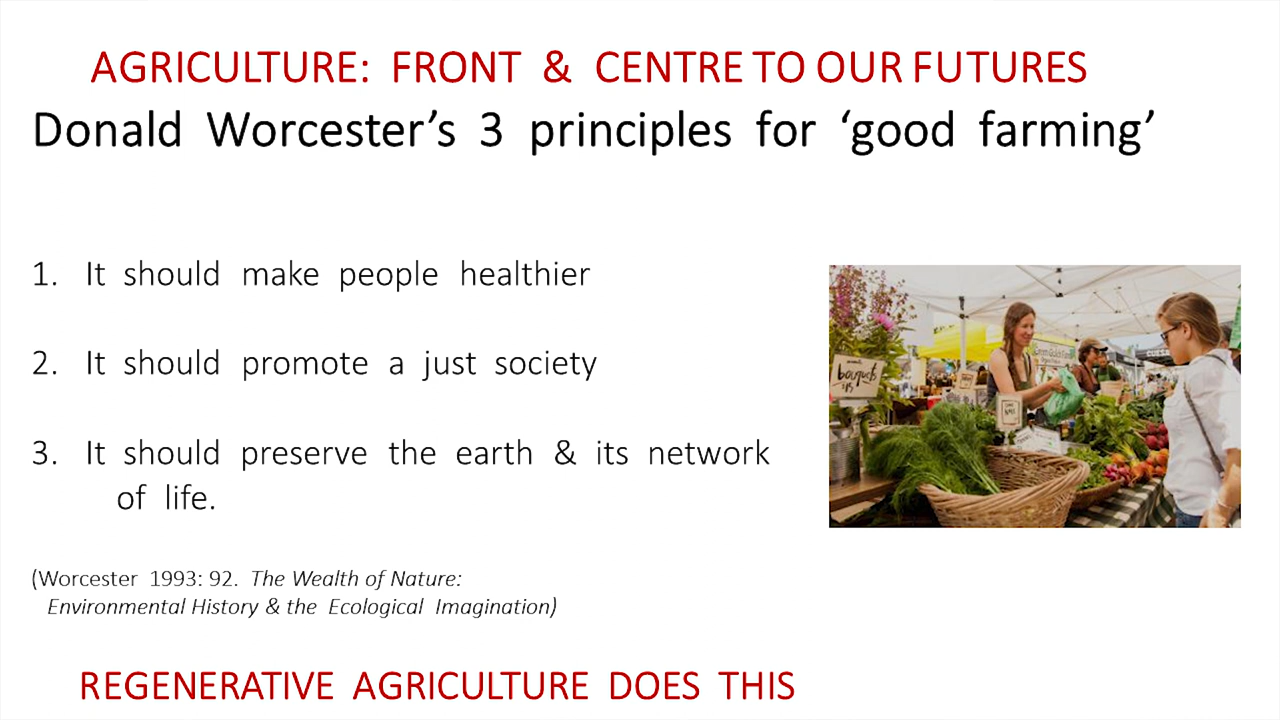 AGRICULTURE: FRONT & CENTRE TO OUR FUTURES
Donald Worcester’s 3 principles for ‘good farming’
1. It should make people healthier
2. It should promote a just society
3. It should preserve the earth & its network
of life.
bouquets
$15
(Worcester 1993: 92. The Wealth of Nature:
Environmental History & the Ecological Imagination)
REGENERATIVE AGRICULTURE DOES THIS